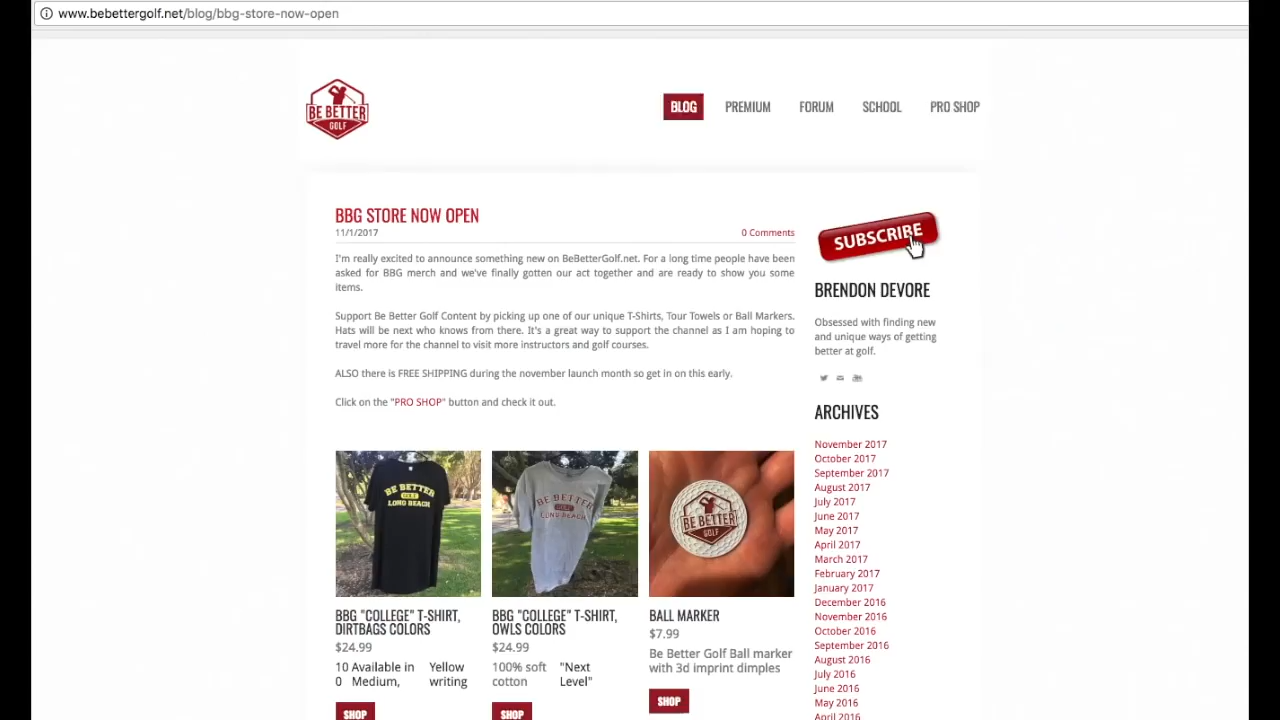 www.bebettergolf.net/blog/bbg-store-now-open
BE BETTER
GOLF
BLOG
PREMIUM
FORUM
SCHOOL
PRO SHOP
BBG STORE NOW OPEN
11/1/2017
0 Comments
I'm really excited to announce something new on BeBetterGolf.net. For a long time people have been
asked for BBG merch and we've finally gotten our act together and are ready to show you some
items.
Support Be Better Golf Content by picking up one of our unique T-Shirts, Tour Towels or Ball Markers.
Hats will be next who knows from there. It's a great way to support the channel as I am hoping to
travel more for the channel to visit more instructors and golf courses.
ALSO there is FREE SHIPPING during the november launch month so get in on this early.
Click on the "PRO SHOP" button and check it out.
BE BETTER
GOLF
LONG BEACH
BBG "COLLEGE" T-SHIRT,
DIRTBAGS COLORS
$24.99
10 Available in Yellow
0 Medium, writing
SHOP
BE BETTER
GOLF
LONG BEACH
BBG "COLLEGE" T-SHIRT,
OWLS COLORS
$24.99
100% soft "Next
cotton Level"
SHOP
BE BETTER
GOLF
BALL MARKER
$7.99
Be Better Golf Ball marker
with 3d imprint dimples
SHOP
SUBSCRIBE
BRENDON DEVORE
Obsessed with finding new
and unique ways of getting
better at golf.
ARCHIVES
November 2017
October 2017
September 2017
August 2017
July 2017
June 2017
May 2017
April 2017
March 2017
February 2017
January 2017
December 2016
November 2016
October 2016
September 2016
August 2016
July 2016
June 2016
May 2016
April 2016